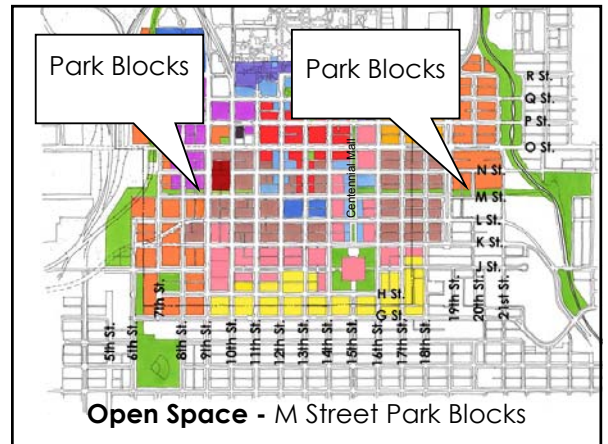 Park Blocks
Park Blocks
R St.
Q St.
P St.
O St.
N St.
M St.
L St.
K St.
J St.
H St.
G St.
Centennial Mall
5th St.
6th St.
7th St.
8th St.
9th St.
10th St.
11th St.
12th St.
13th St.
14th St.
15th St.
16th St.
17th St.
18th St.
19th St.
20th St.
21st St.
Open Space - M Street Park Blocks